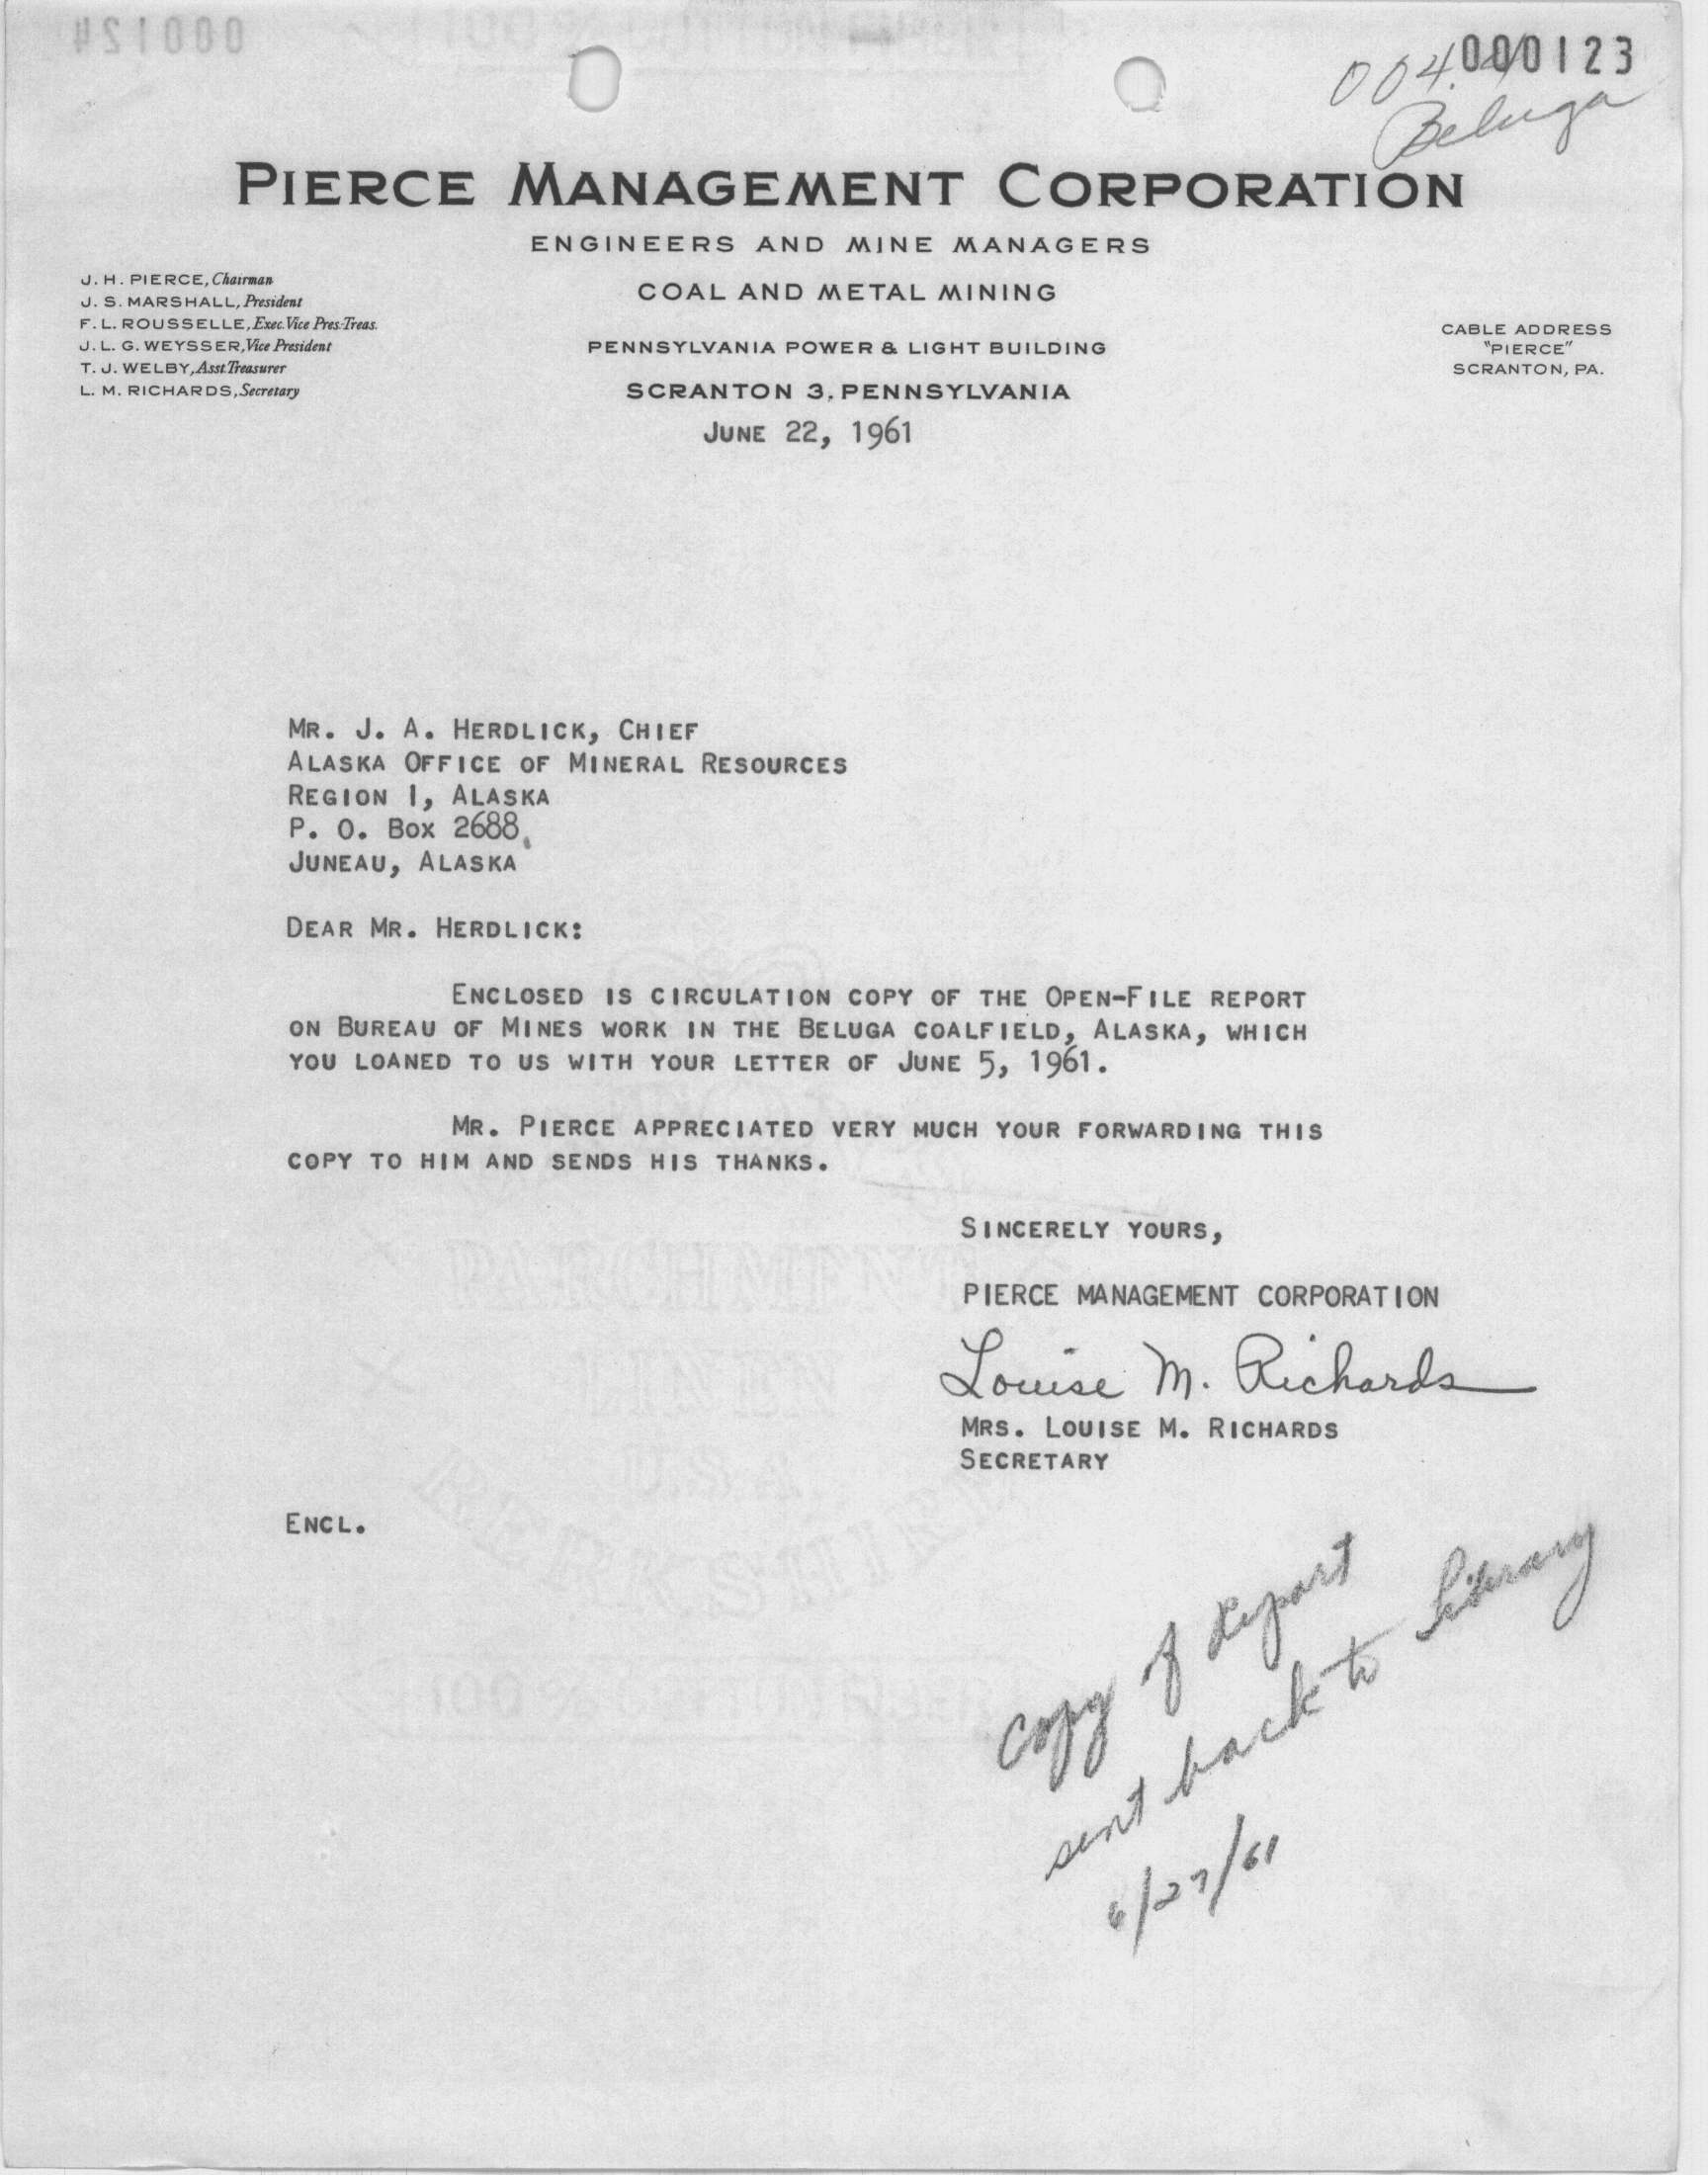 000123
004.
Beluga
PIERCE MANAGEMENT CORPORATION
ENGINEERS AND MINE MANAGERS
COAL AND METAL MINING
PENNSYLVANIA POWER & LIGHT BUILDING
SCRANTON 3, PENNSYLVANIA
J. H. PIERCE, Chairman
J. S. MARSHALL, President
F. L. ROUSSELLE, Exec. Vice Pres.-Treas.
J. L. G. WEYSSER, Vice President
T. J. WELBY, Asst. Treasurer
L. M. RICHARDS, Secretary
CABLE ADDRESS
"PIERCE"
SCRANTON, PA.
JUNE 22, 1961
MR. J. A. HERDLICK, CHIEF
ALASKA OFFICE OF MINERAL RESOURCES
REGION I, ALASKA
P. O. BOX 2688,
JUNEAU, ALASKA
DEAR MR. HERDLICK:
ENCLOSED IS CIRCULATION COPY OF THE OPEN-FILE REPORT
ON BUREAU OF MINES WORK IN THE BELUGA COALFIELD, ALASKA, WHICH
YOU LOANED TO US WITH YOUR LETTER OF JUNE 5, 1961.
MR. PIERCE APPRECIATED VERY MUCH YOUR FORWARDING THIS
COPY TO HIM AND SENDS HIS THANKS.
SINCERELY YOURS,
PIERCE MANAGEMENT CORPORATION
Louise M. Richards
MRS. LOUISE M. RICHARDS
SECRETARY
ENCL.
copy of report
sent back to library
6/27/61